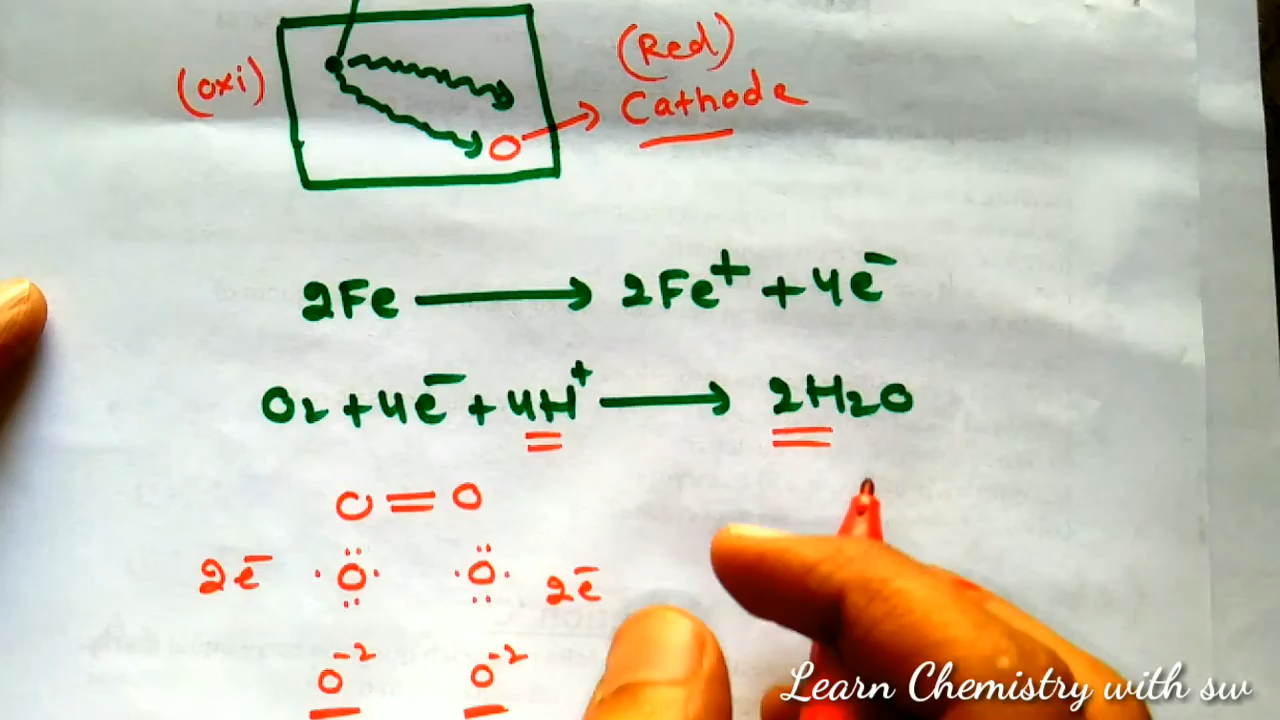 (Red)
(oxi)
Cathode
2Fe → 2Fe⁺ + 4e⁻
O₂ + 4e⁻ + 4H⁺ → 2H₂O
O = O
2e⁻ ·Ö· ·Ö· 2e⁻
O⁻² O⁻²
Learn Chemistry with sw